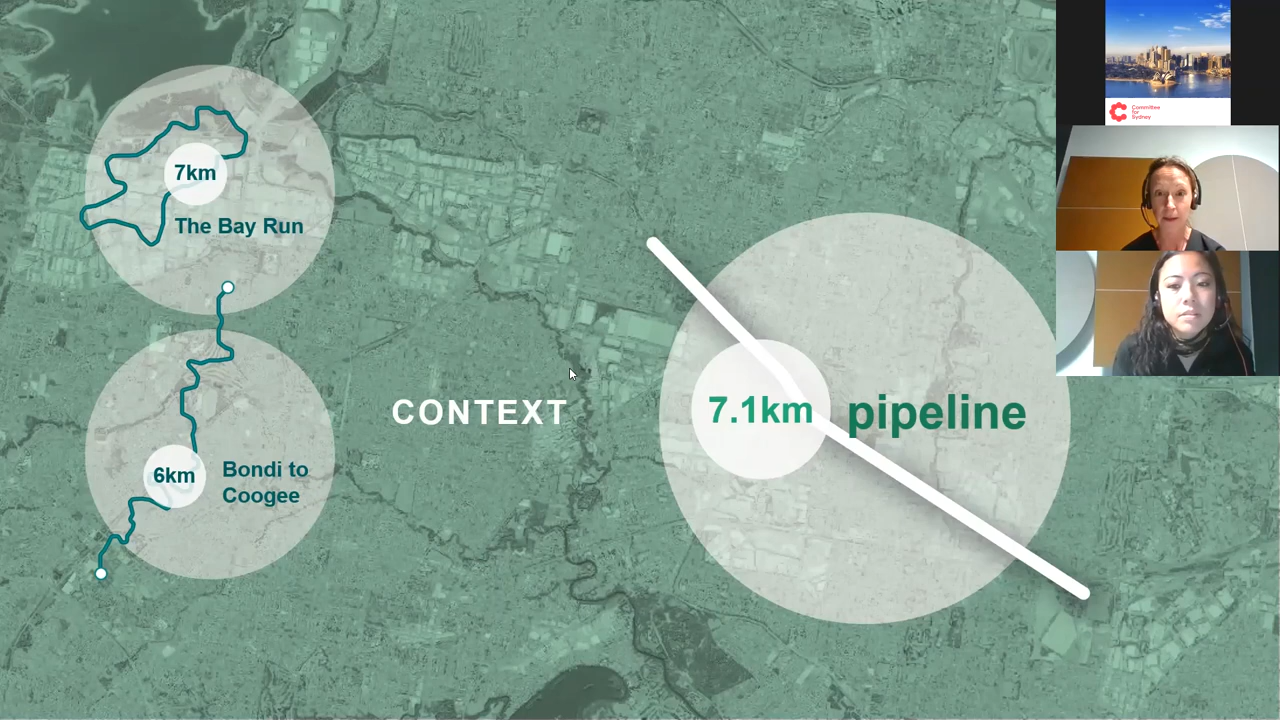 7km
The Bay Run
6km
Bondi to
Coogee
CONTEXT
7.1km
pipeline
Committee
for
Sydney